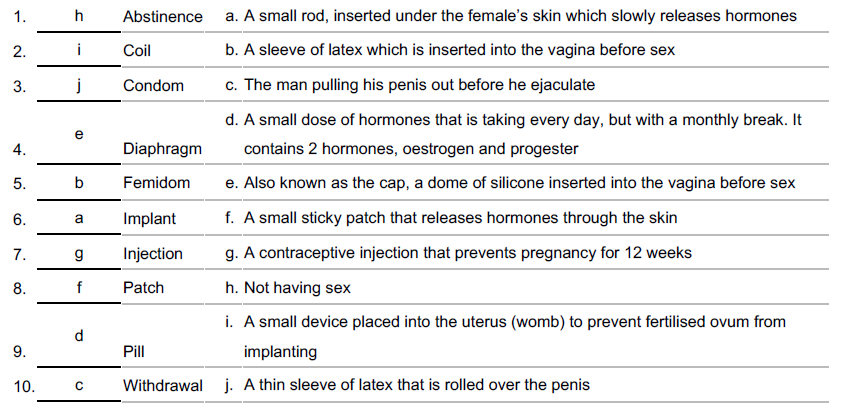 1. h Abstinence a. A small rod, inserted under the female's skin which slowly releases hormones
2. i Coil b. A sleeve of latex which is inserted into the vagina before sex
3. j Condom c. The man pulling his penis out before he ejaculate
4. e Diaphragm d. A small dose of hormones that is taking every day, but with a monthly break. It
contains 2 hormones, oestrogen and progester
5. b Femidom e. Also known as the cap, a dome of silicone inserted into the vagina before sex
6. a Implant f. A small sticky patch that releases hormones through the skin
7. g Injection g. A contraceptive injection that prevents pregnancy for 12 weeks
8. f Patch h. Not having sex
9. d Pill i. A small device placed into the uterus (womb) to prevent fertilised ovum from
implanting
10. c Withdrawal j. A thin sleeve of latex that is rolled over the penis